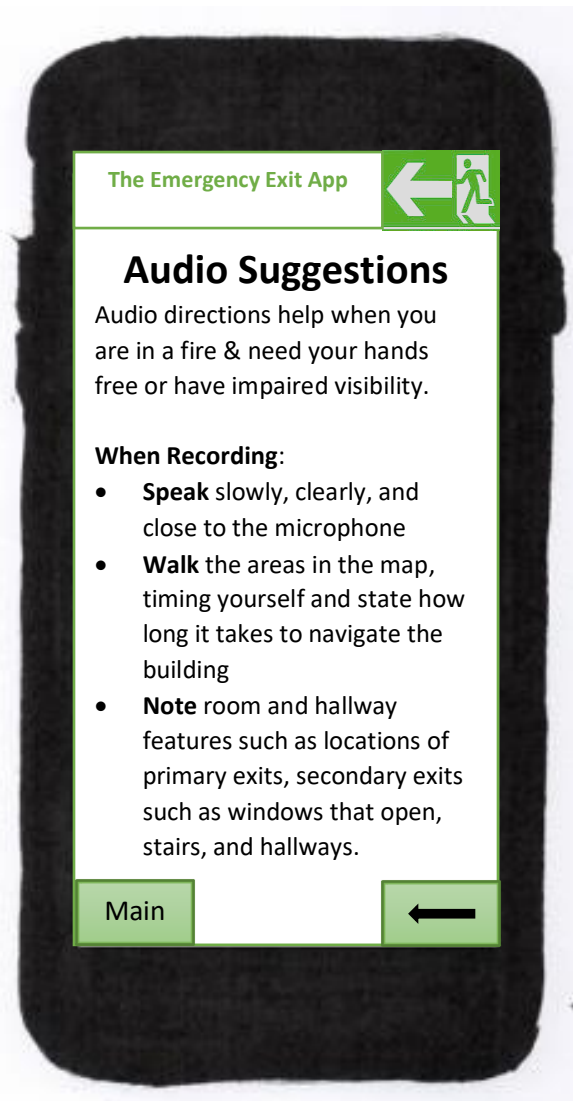 The Emergency Exit App
Audio Suggestions
Audio directions help when you
are in a fire & need your hands
free or have impaired visibility.
When Recording:
• Speak slowly, clearly, and
close to the microphone
• Walk the areas in the map,
timing yourself and state how
long it takes to navigate the
building
• Note room and hallway
features such as locations of
primary exits, secondary exits
such as windows that open,
stairs, and hallways.
Main